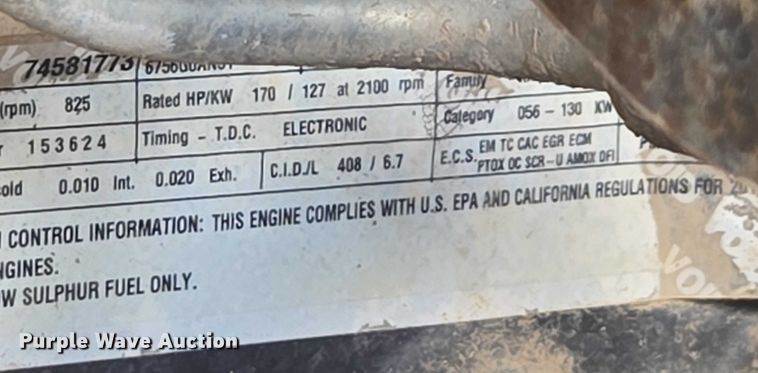 74581773
(rpm) 825 Rated HP/KW 170 / 127 at 2100 rpm Family
153624 Timing - T.D.C. ELECTRONIC Category 056 - 130 KW
old 0.010 Int. 0.020 Exh. C.I.D./L 408 / 6.7 E.C.S. EM TC CAC EGR ECM
PTOX OC SCR-U AMOX DFI
CONTROL INFORMATION: THIS ENGINE COMPLIES WITH U.S. EPA AND CALIFORNIA REGULATIONS FOR
NGINES.
W SULPHUR FUEL ONLY.
Purple Wave Auction